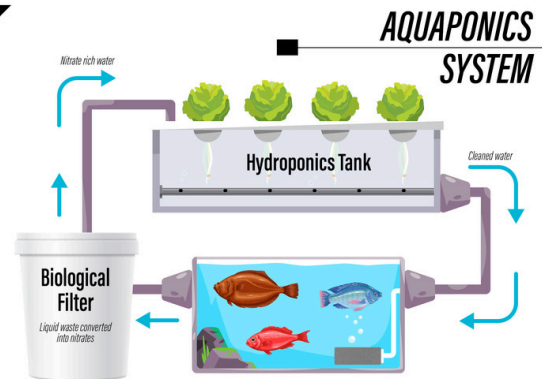 AQUAPONICS
SYSTEM
Nitrate rich water
Hydroponics Tank
Cleaned water
Biological
Filter
Liquid waste converted
into nitrates